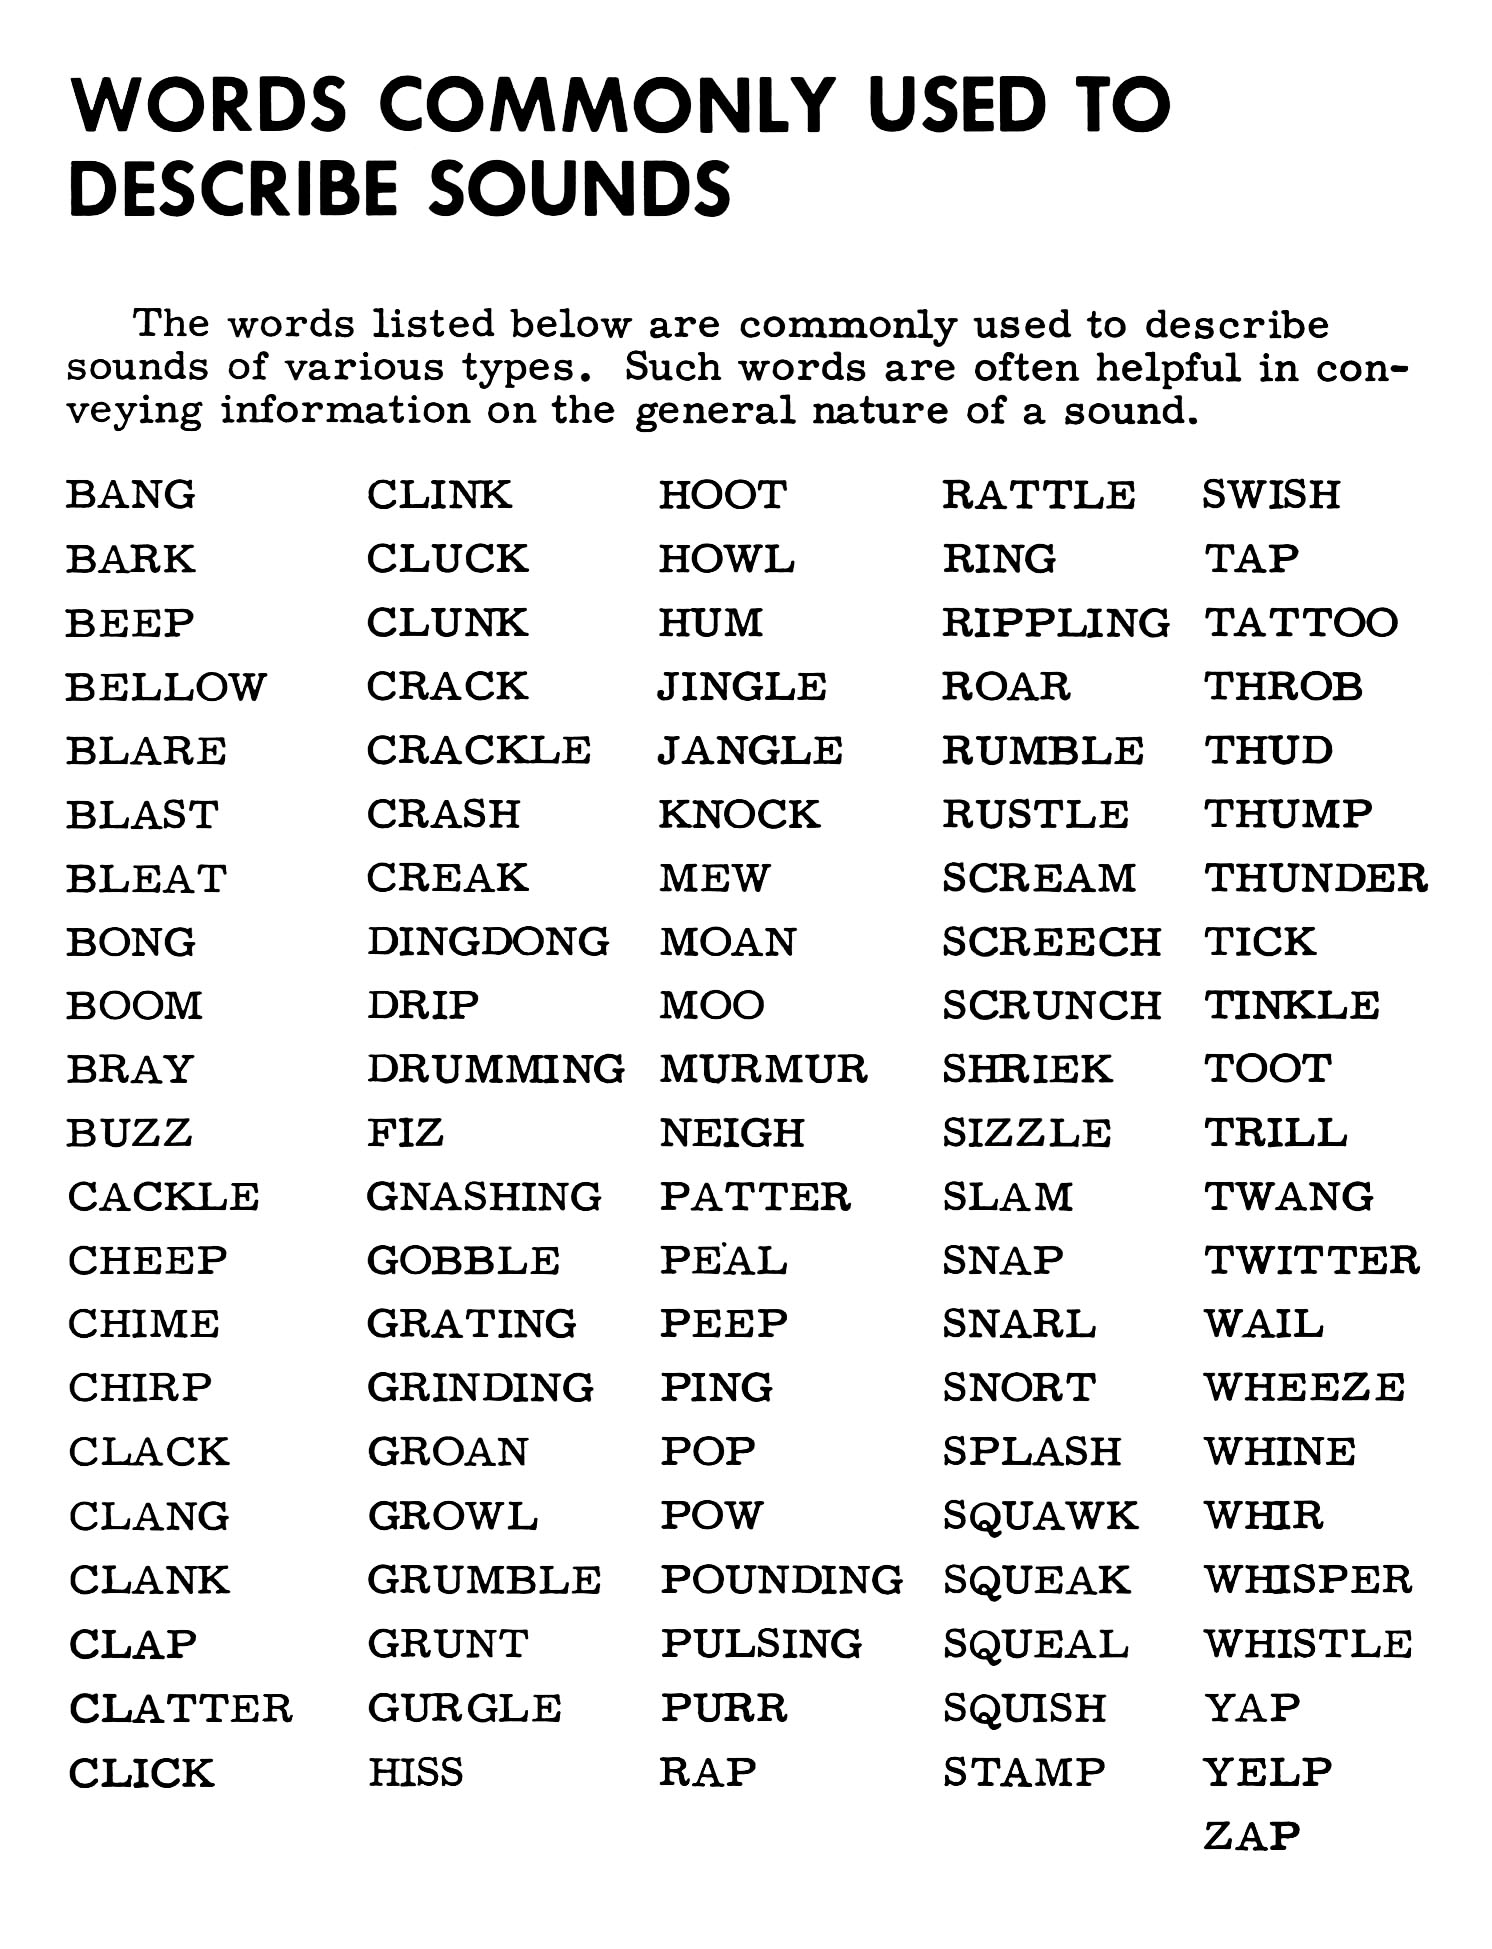 WORDS COMMONLY USED TO
DESCRIBE SOUNDS
The words listed below are commonly used to describe
sounds of various types. Such words are often helpful in con-
veying information on the general nature of a sound.
BANG CLINK HOOT RATTLE SWISH
BARK CLUCK HOWL RING TAP
BEEP CLUNK HUM RIPPLING TATTOO
BELLOW CRACK JINGLE ROAR THROB
BLARE CRACKLE JANGLE RUMBLE THUD
BLAST CRASH KNOCK RUSTLE THUMP
BLEAT CREAK MEW SCREAM THUNDER
BONG DINGDONG MOAN SCREECH TICK
BOOM DRIP MOO SCRUNCH TINKLE
BRAY DRUMMING MURMUR SHRIEK TOOT
BUZZ FIZ NEIGH SIZZLE TRILL
CACKLE GNASHING PATTER SLAM TWANG
CHEEP GOBBLE PEAL SNAP TWITTER
CHIME GRATING PEEP SNARL WAIL
CHIRP GRINDING PING SNORT WHEEZE
CLACK GROAN POP SPLASH WHINE
CLANG GROWL POW SQUAWK WHIR
CLANK GRUMBLE POUNDING SQUEAK WHISPER
CLAP GRUNT PULSING SQUEAL WHISTLE
CLATTER GURGLE PURR SQUISH YAP
CLICK HISS RAP STAMP YELP
ZAP